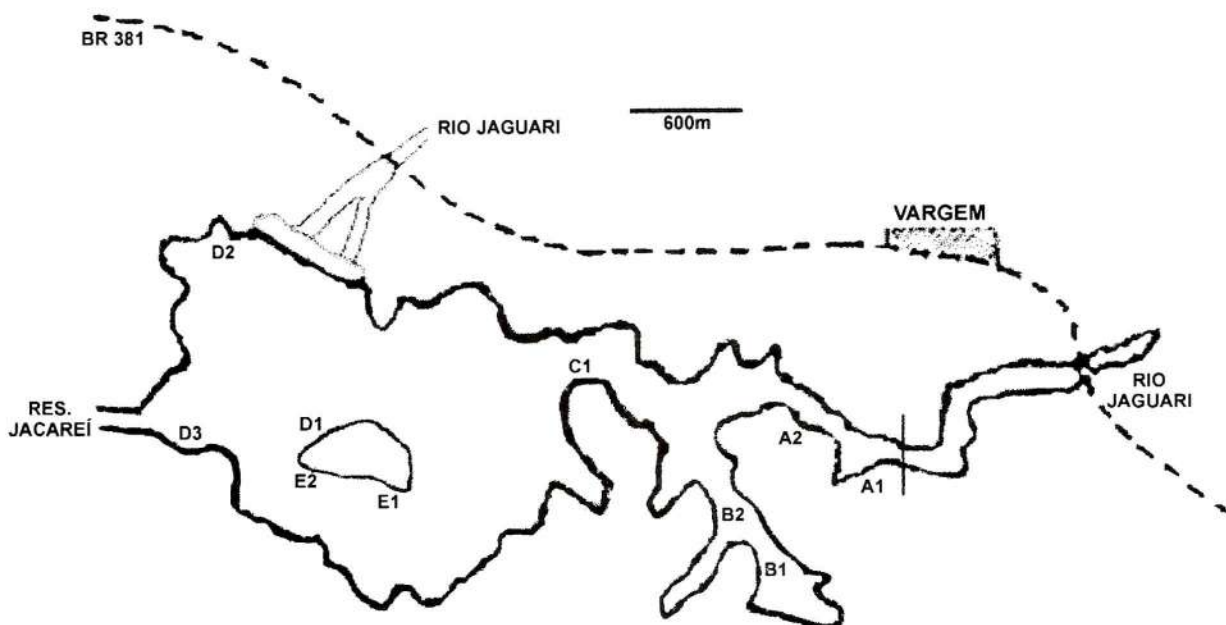 BR 381
RIO JAGUARI
600m
VARGEM
D2
C1
RIO
JAGUARI
RES.
JACAREÍ
D3
D1
A2
E2
E1
A1
B2
B1